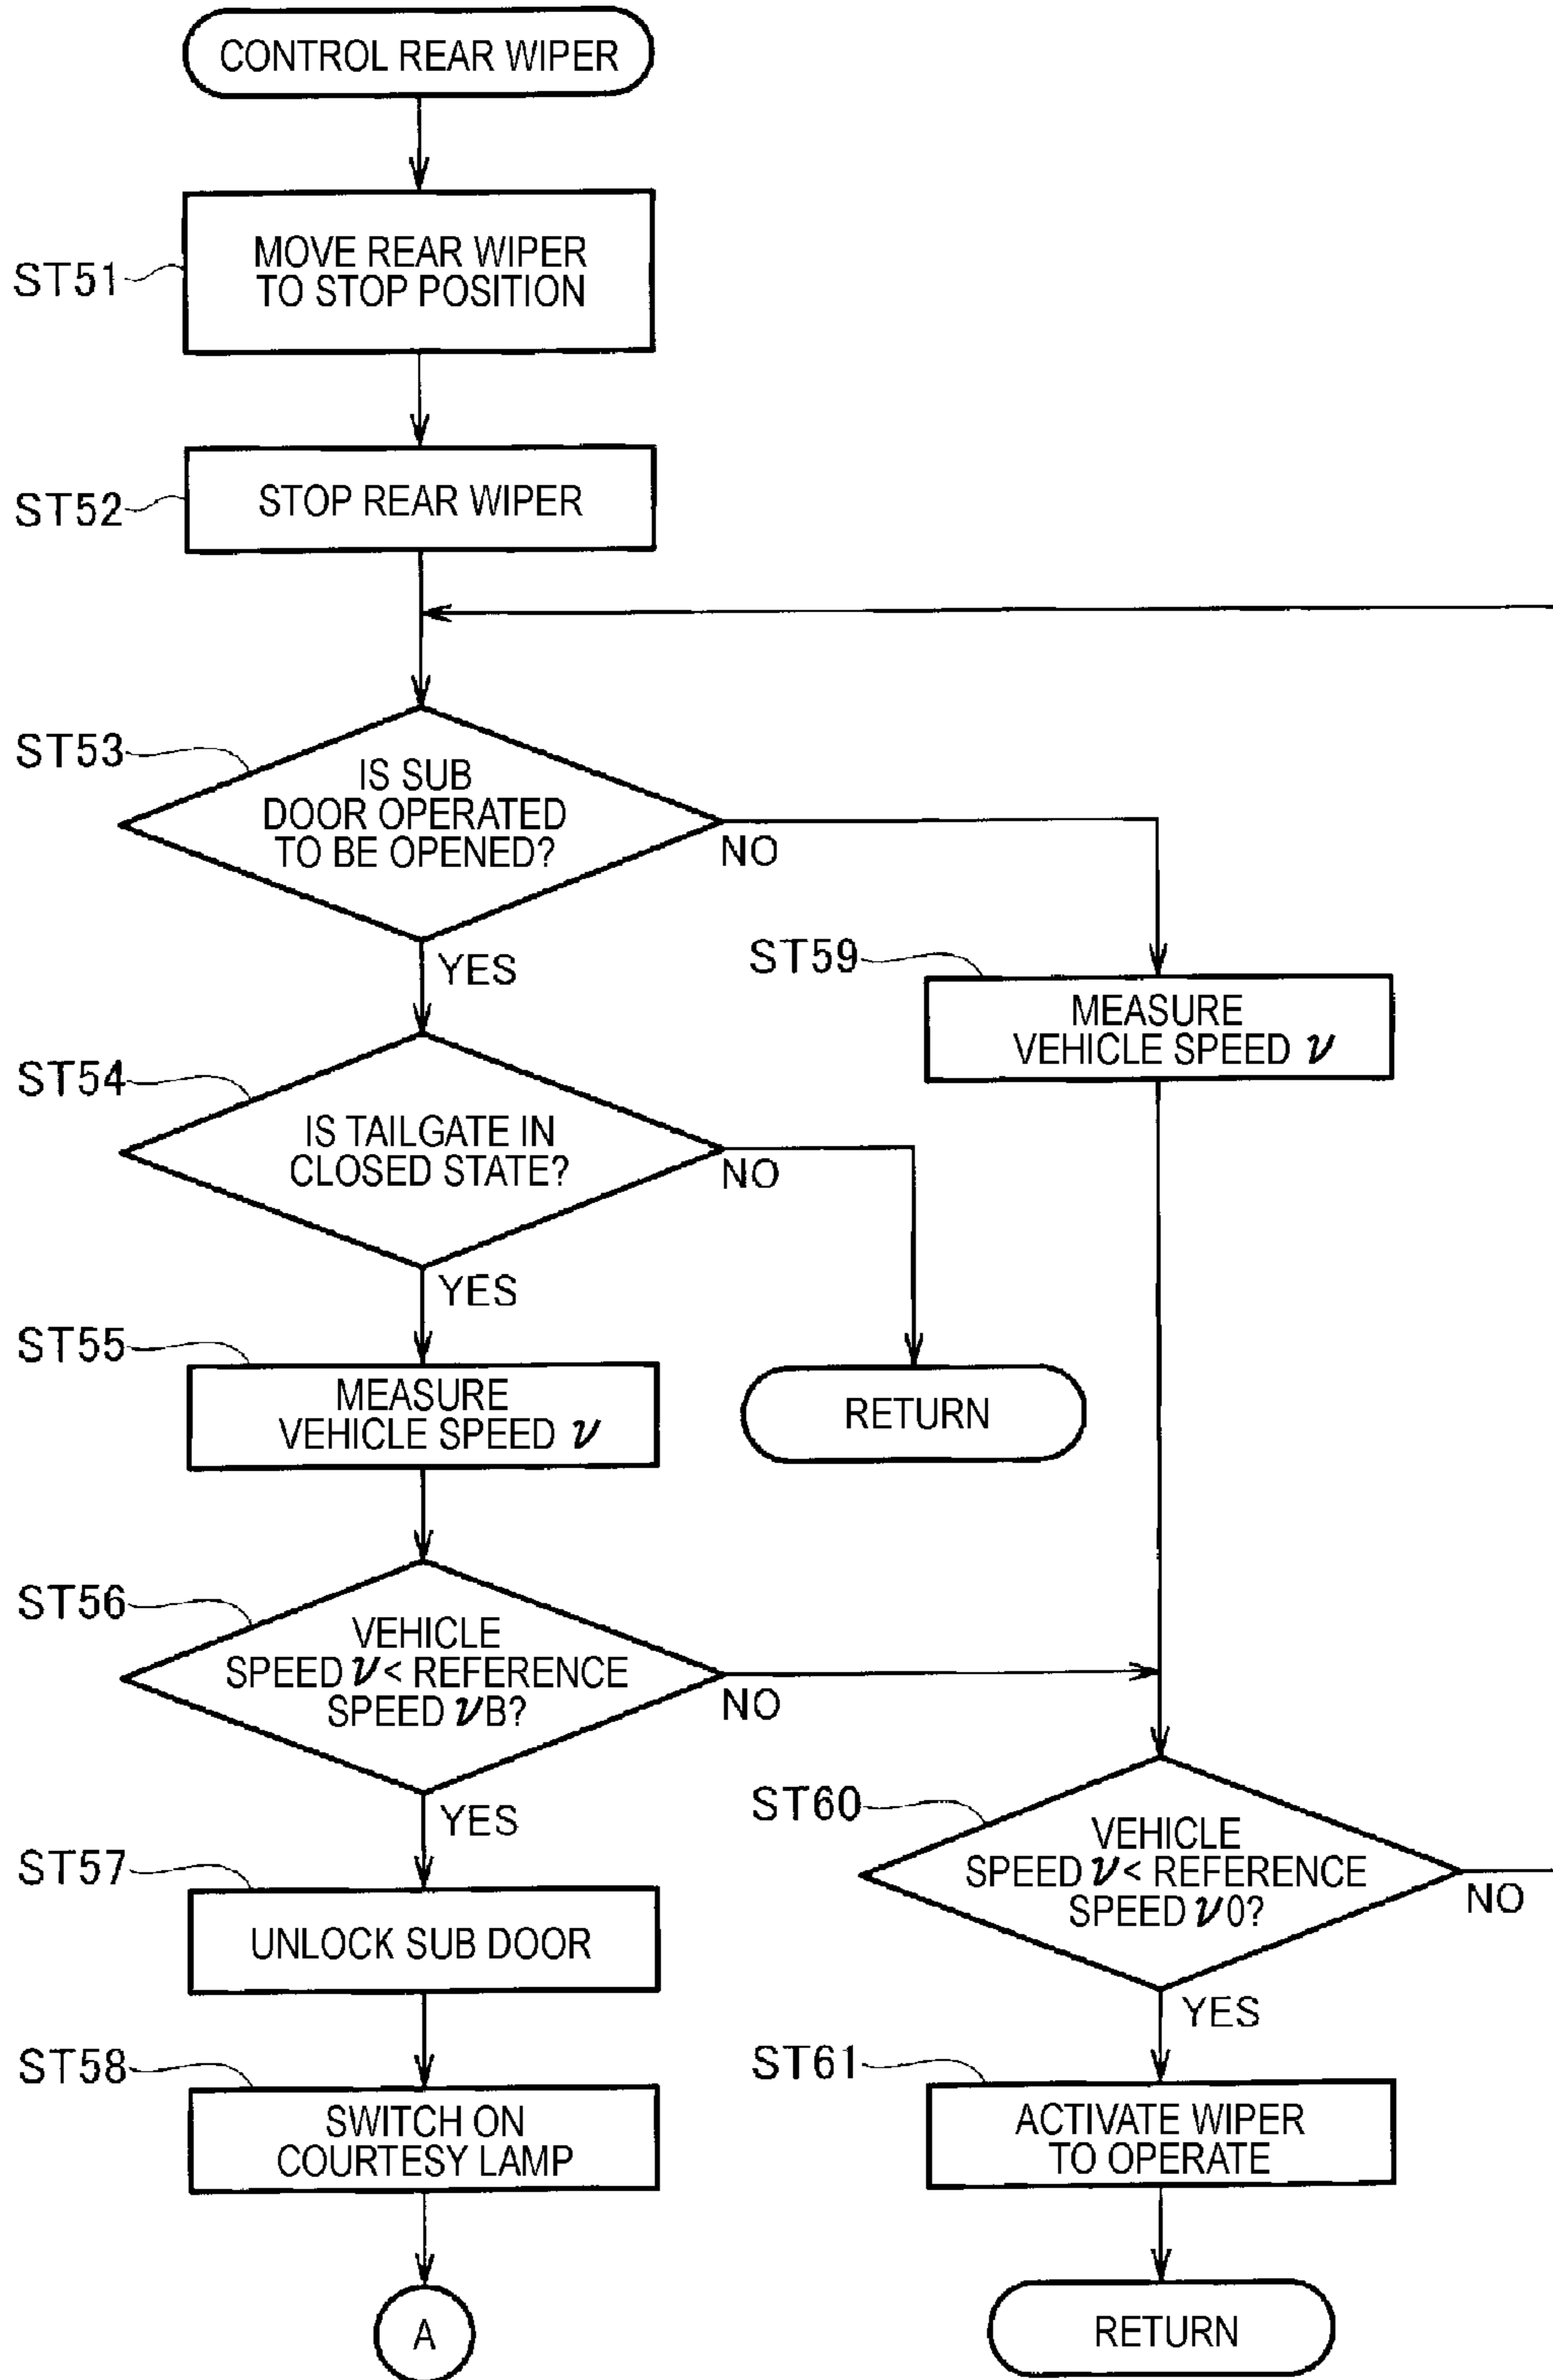 CONTROL REAR WIPER
ST51
MOVE REAR WIPER
TO STOP POSITION
ST52
STOP REAR WIPER
ST53
IS SUB
DOOR OPERATED
TO BE OPENED?
NO
YES
ST59
MEASURE
VEHICLE SPEED ν
ST54
IS TAILGATE IN
CLOSED STATE?
NO
YES
ST55
MEASURE
VEHICLE SPEED ν
RETURN
ST56
VEHICLE
SPEED ν < REFERENCE
SPEED νB?
NO
YES
ST60
VEHICLE
SPEED ν < REFERENCE
SPEED ν0?
NO
YES
ST57
UNLOCK SUB DOOR
ST58
SWITCH ON
COURTESY LAMP
ST61
ACTIVATE WIPER
TO OPERATE
A
RETURN